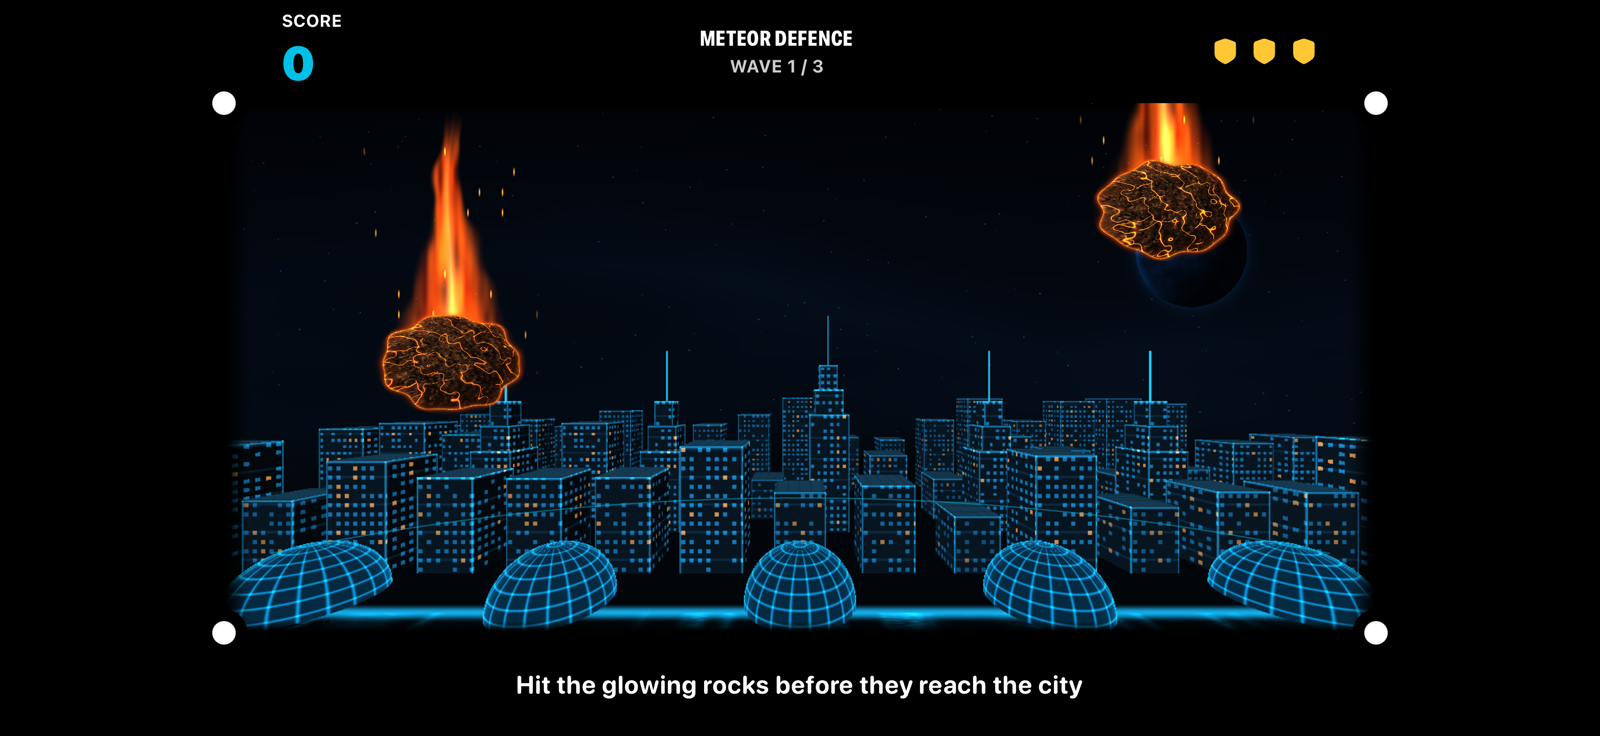 SCORE
0
METEOR DEFENCE
WAVE 1 / 3
Hit the glowing rocks before they reach the city